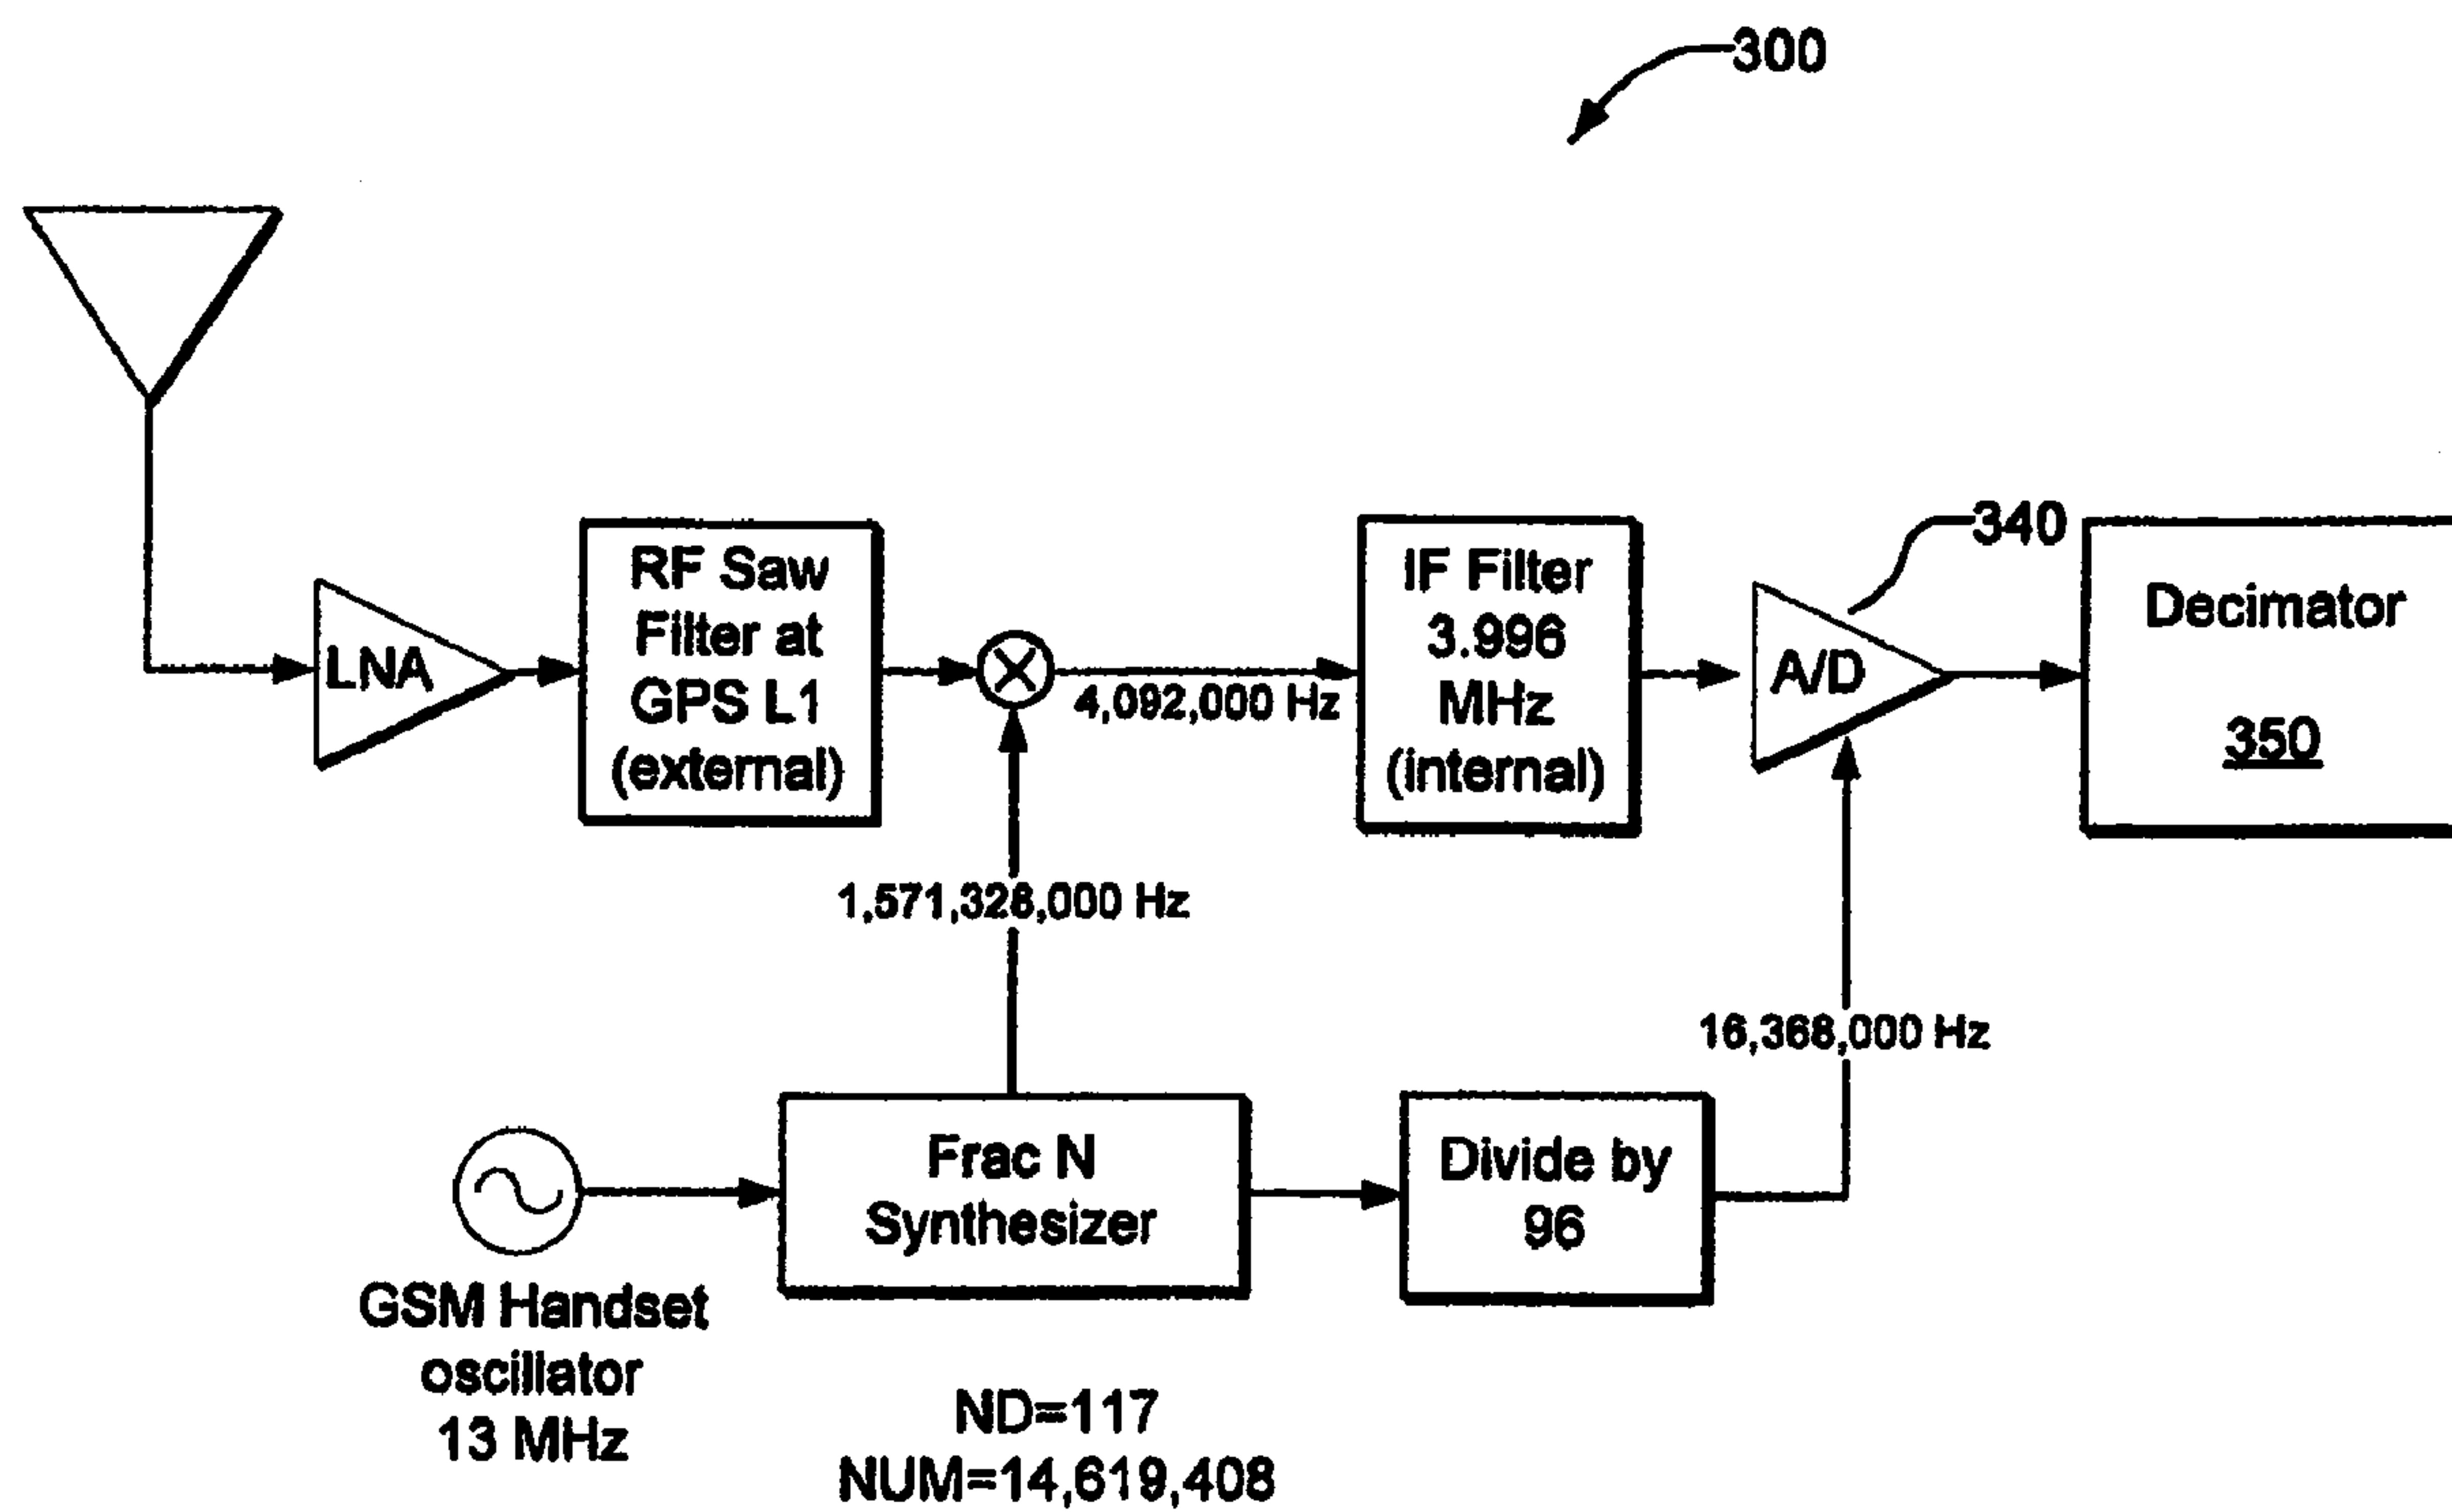 300
340
RF Saw
Filter at
GPS L1
(external)
IF Filter
3.996
MHz
(internal)
Decimator
350
LNA
A/D
4,092,000 Hz
1,571,328,000 Hz
16,368,000 Hz
Frac N
Synthesizer
Divide by
96
GSM Handset
oscillator
13 MHz
ND=117
NUM=14,619,408